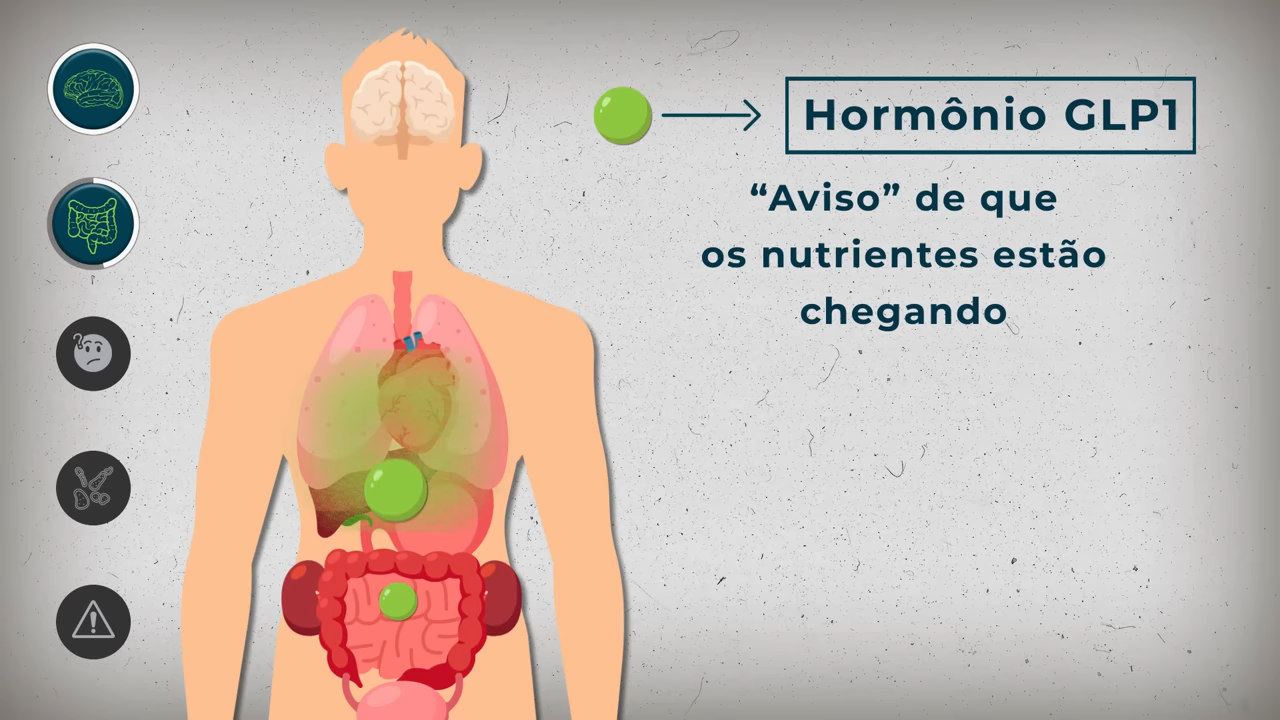 Hormônio GLP1
“Aviso” de que
os nutrientes estão
chegando